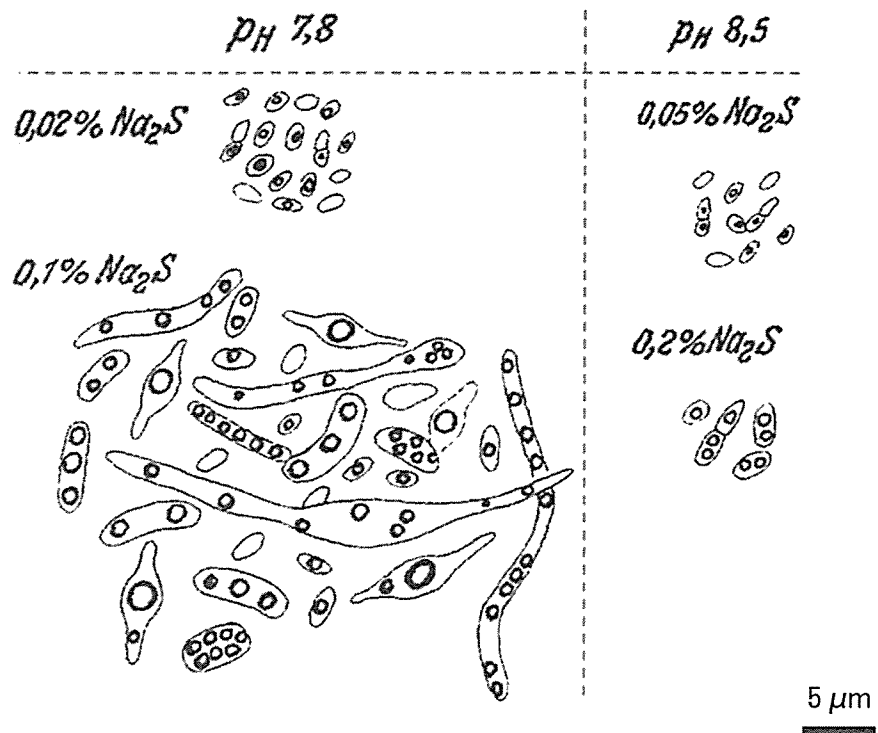 pH 7,8
pH 8,5
0,02% Na₂S
0,05% Na₂S
0,1% Na₂S
0,2% Na₂S
5 µm